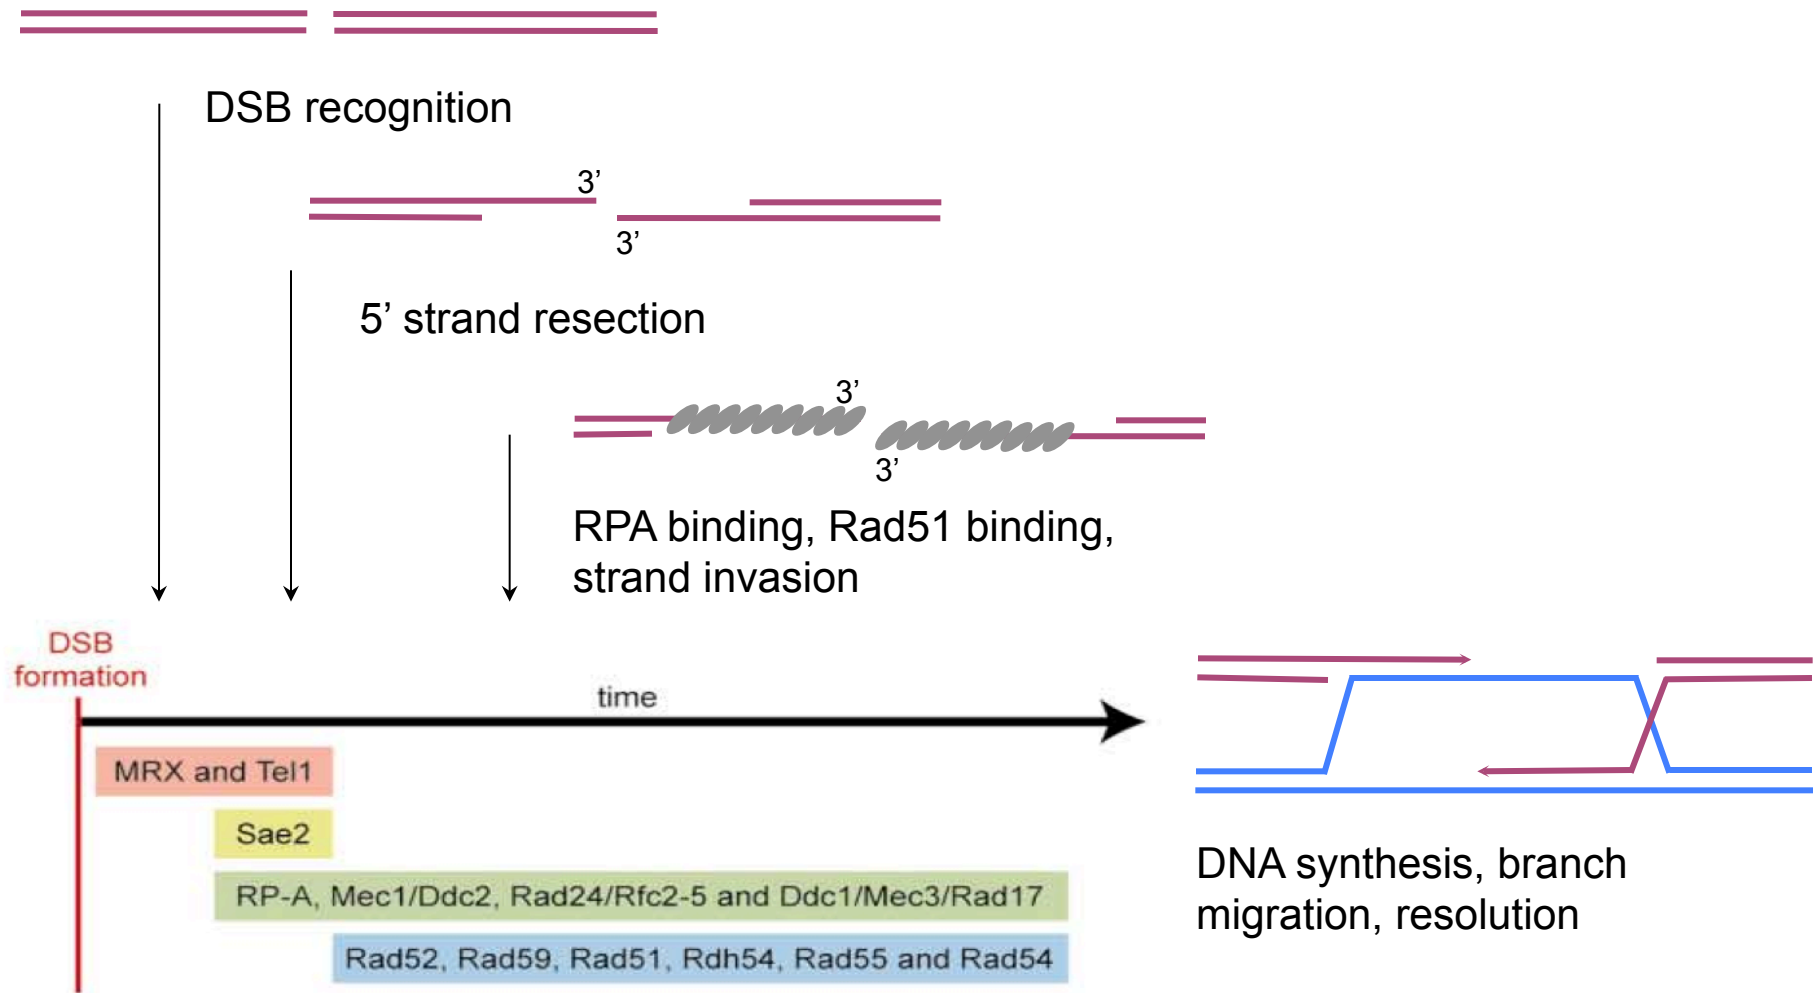 DSB recognition
3’
3’
5’ strand resection
3’
3’
RPA binding, Rad51 binding,
strand invasion
DSB
formation
time
MRX and Tel1
Sae2
RP-A, Mec1/Ddc2, Rad24/Rfc2-5 and Ddc1/Mec3/Rad17
Rad52, Rad59, Rad51, Rdh54, Rad55 and Rad54
DNA synthesis, branch
migration, resolution